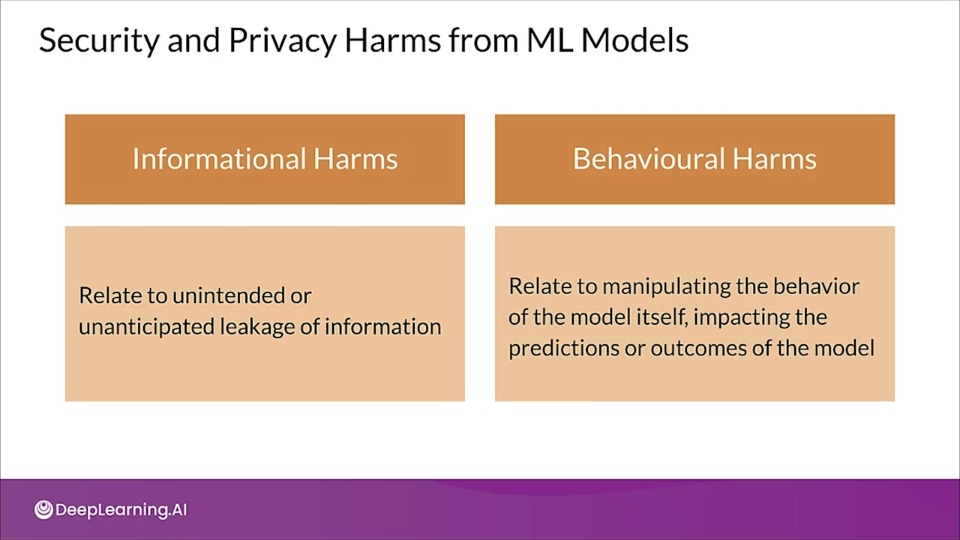 Security and Privacy Harms from ML Models
Informational Harms
Behavioural Harms
Relate to unintended or
unanticipated leakage of information
Relate to manipulating the behavior
of the model itself, impacting the
predictions or outcomes of the model
DeepLearning.AI